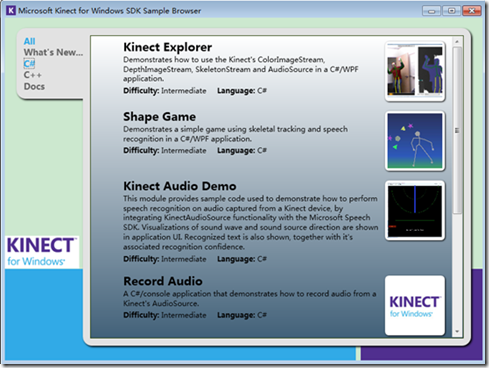 Microsoft Kinect for Windows SDK Sample Browser
All
What's New...
C#
C++
Docs
Kinect Explorer
Demonstrates how to use the Kinect's ColorImageStream,
DepthImageStream, SkeletonStream and AudioSource in a C#/WPF
application.
Difficulty: Intermediate Language: C#
Shape Game
Demonstrates a simple game using skeletal tracking and speech
recognition in a C#/WPF application.
Difficulty: Intermediate Language: C#
Kinect Audio Demo
This module provides sample code used to demonstrate how to perform
speech recognition on audio captured from a Kinect device, by
integrating KinectAudioSource functionality with the Microsoft Speech
SDK. Visualizations of sound wave and sound source direction are shown
in application UI. Recognized text is also shown, together with it's
associated recognition confidence.
Difficulty: Intermediate Language: C#
Record Audio
A C#/console application that demonstrates how to record audio from a
Kinect's AudioSource.
Difficulty: Intermediate Language: C#
KINECT
for Windows
KINECT
for Windows